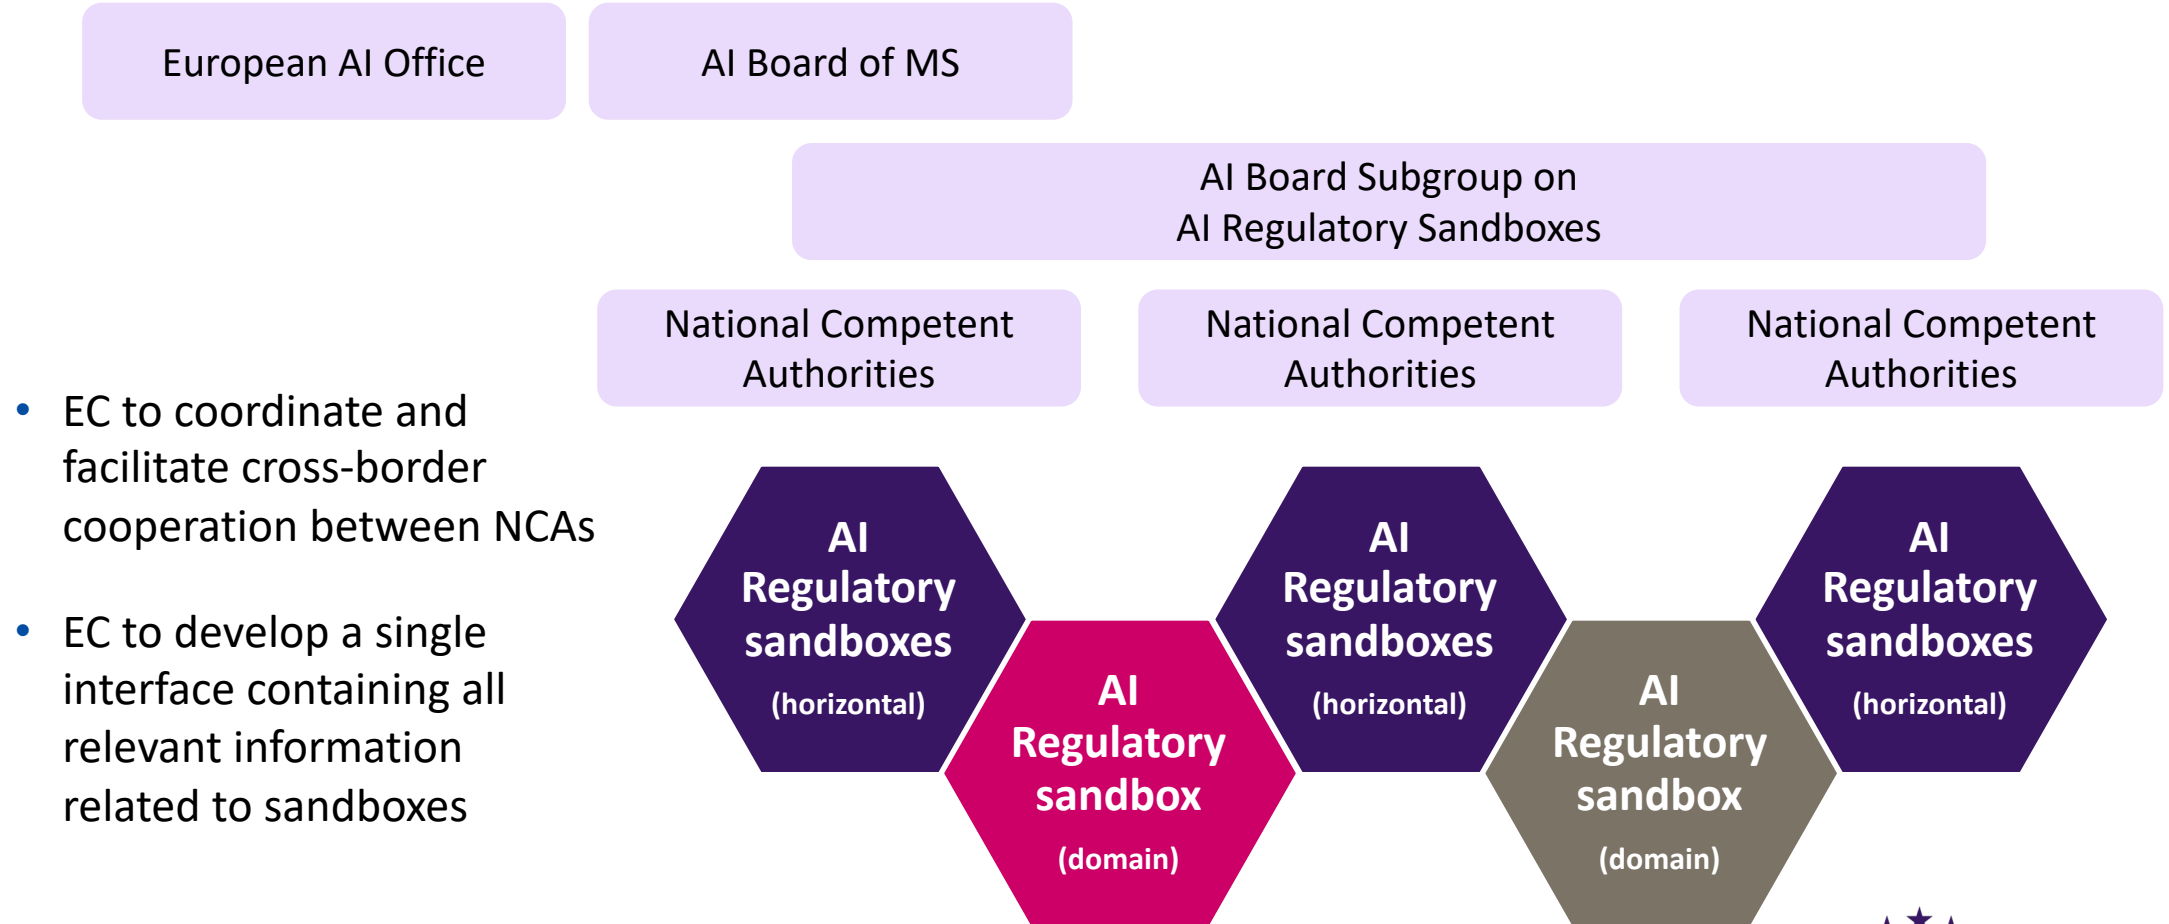 European AI Office
AI Board of MS
AI Board Subgroup on
AI Regulatory Sandboxes
National Competent
Authorities
National Competent
Authorities
National Competent
Authorities
• EC to coordinate and
facilitate cross-border
cooperation between NCAs
• EC to develop a single
interface containing all
relevant information
related to sandboxes
AI
Regulatory
sandboxes
(horizontal)
AI
Regulatory
sandbox
(domain)
AI
Regulatory
sandboxes
(horizontal)
AI
Regulatory
sandbox
(domain)
AI
Regulatory
sandboxes
(horizontal)